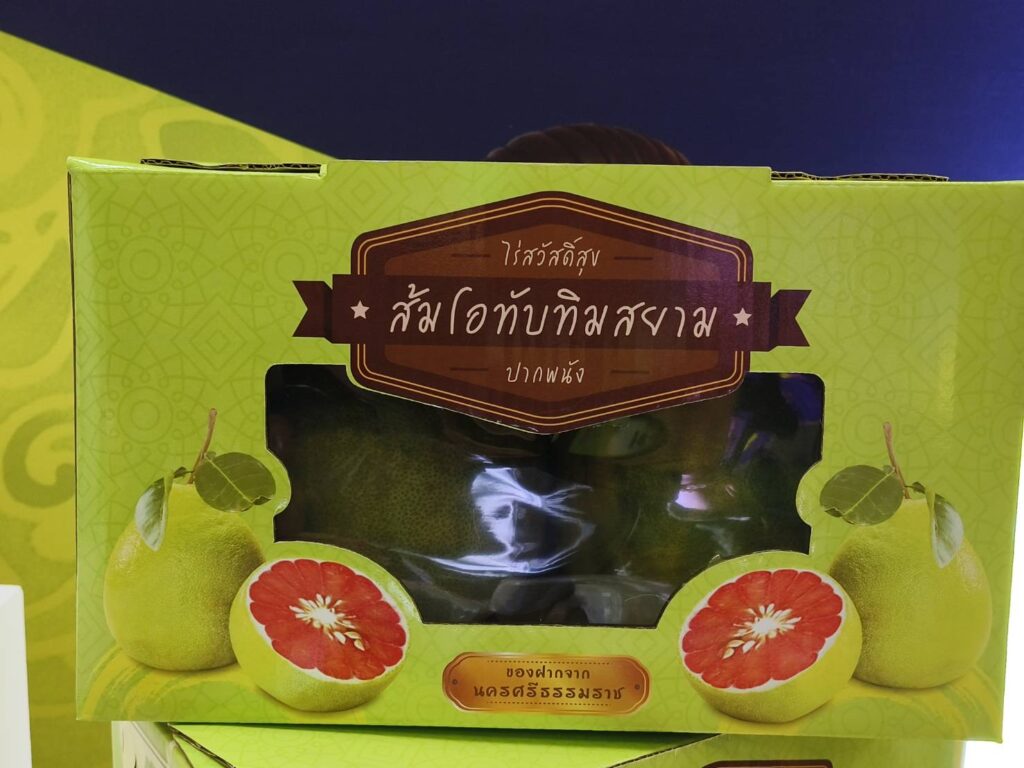 ไร่สวัสดิ์สุข
ส้มโอทับทิมสยาม
ปากพนัง
ของฝากจาก
นครศรีธรรมราช